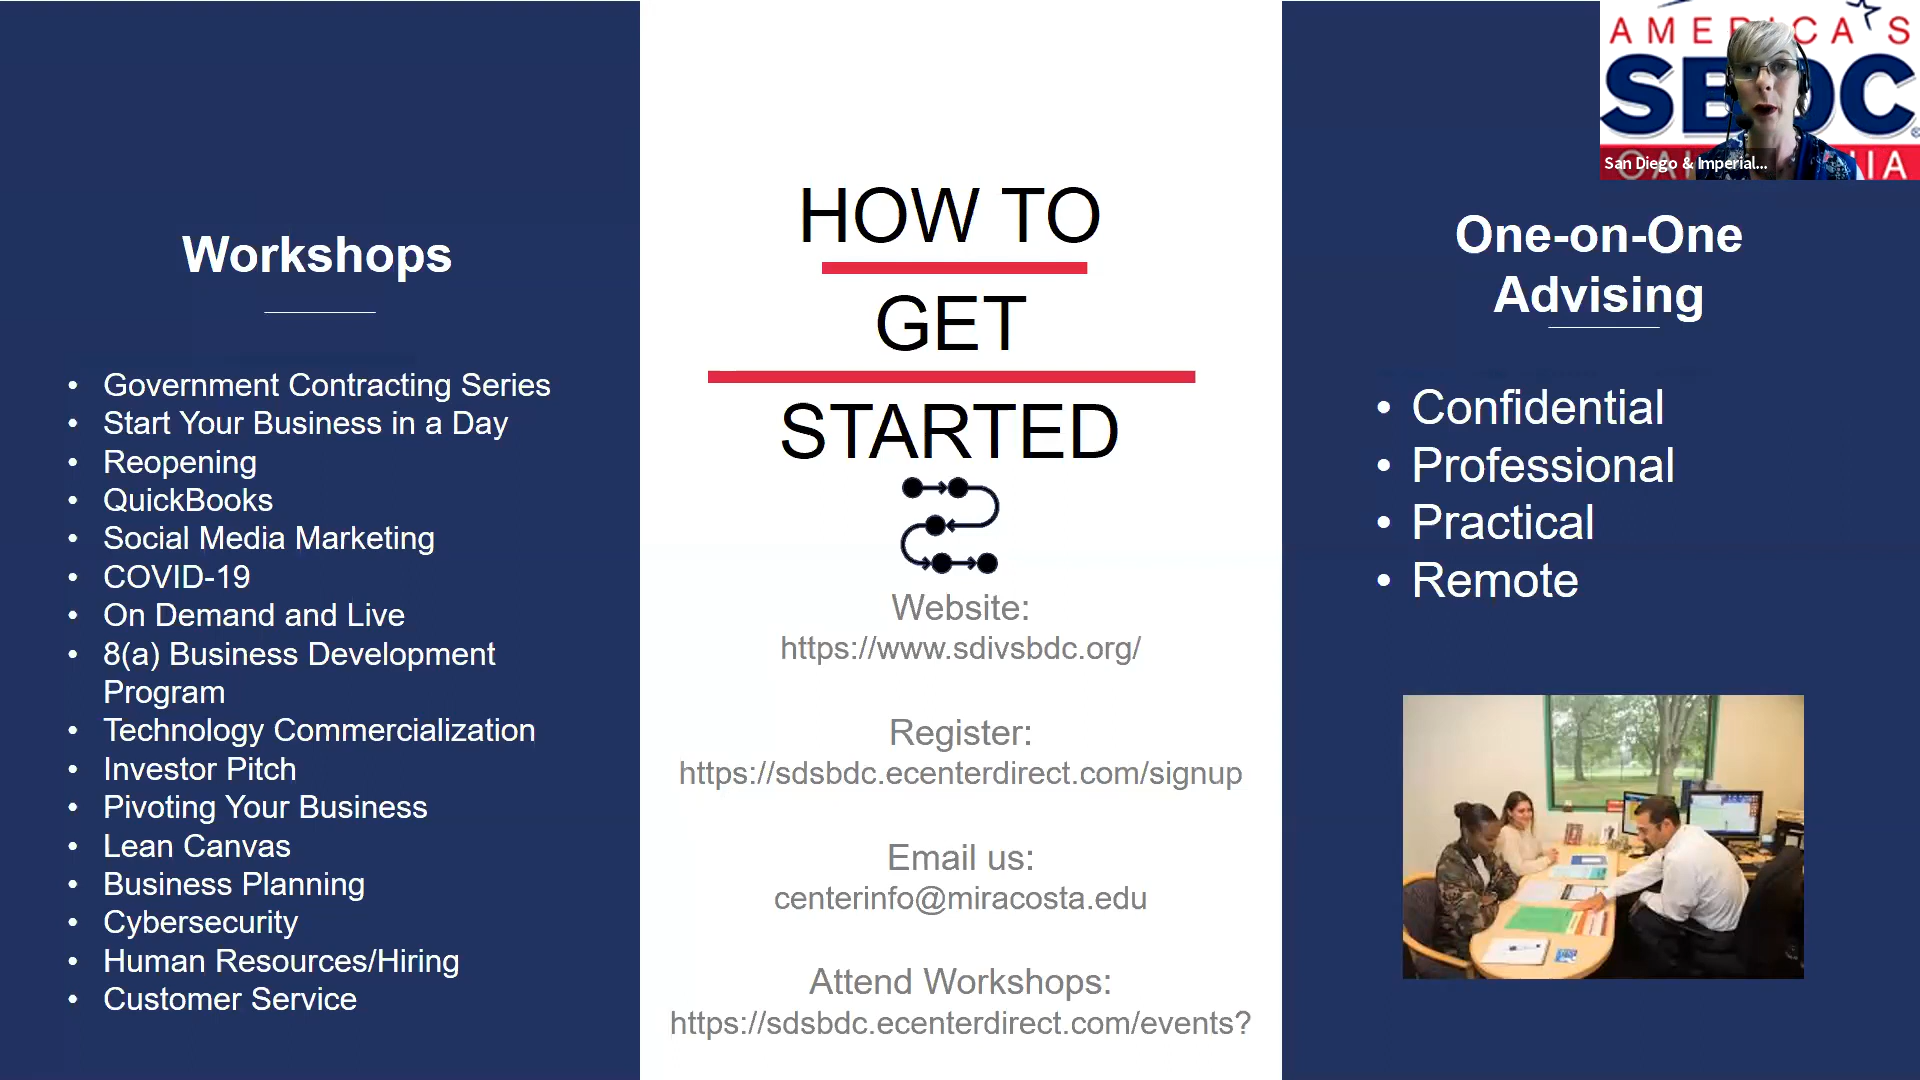 Workshops
• Government Contracting Series
• Start Your Business in a Day
• Reopening
• QuickBooks
• Social Media Marketing
• COVID-19
• On Demand and Live
• 8(a) Business Development
Program
• Technology Commercialization
• Investor Pitch
• Pivoting Your Business
• Lean Canvas
• Business Planning
• Cybersecurity
• Human Resources/Hiring
• Customer Service
HOW TO
GET
STARTED
Website:
https://www.sdivsbdc.org/
Register:
https://sdsbdc.ecenterdirect.com/signup
Email us:
centerinfo@miracosta.edu
Attend Workshops:
https://sdsbdc.ecenterdirect.com/events?
AMERICA'S
SBDC
San Diego & Imperial...
One-on-One
Advising
• Confidential
• Professional
• Practical
• Remote